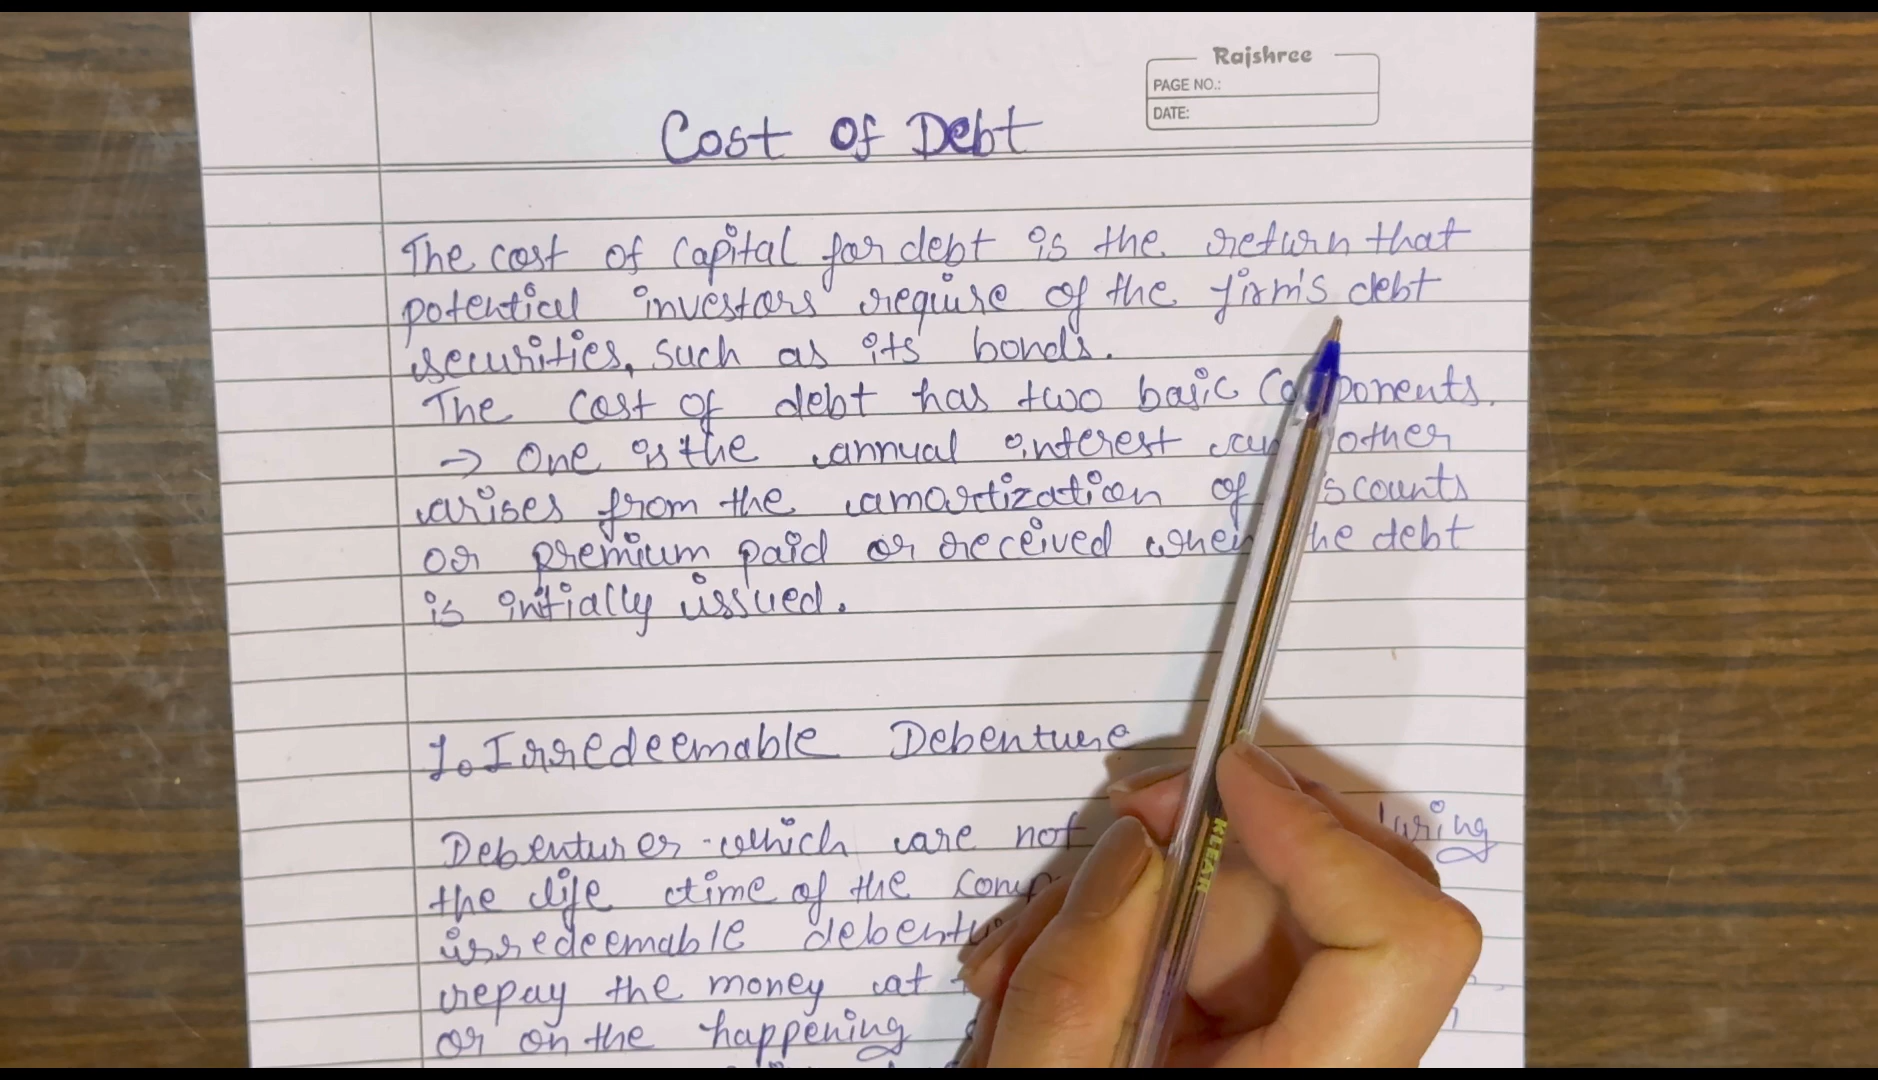 Rajshree
PAGE NO.:
DATE:
Cost Of Debt
The cost of capital for debt is the return that
potential investors require of the firm's debt
securities, such as its bonds.
The cost of debt has two basic
→ One is the annual interest other
arises from the amortization of
or premium paid or received when the debt
is initially issued.
1. Irredeemable Debenture
Debentures which are not
the life time of the
irredeemable
repay the money at
or on the happening
KLEAR